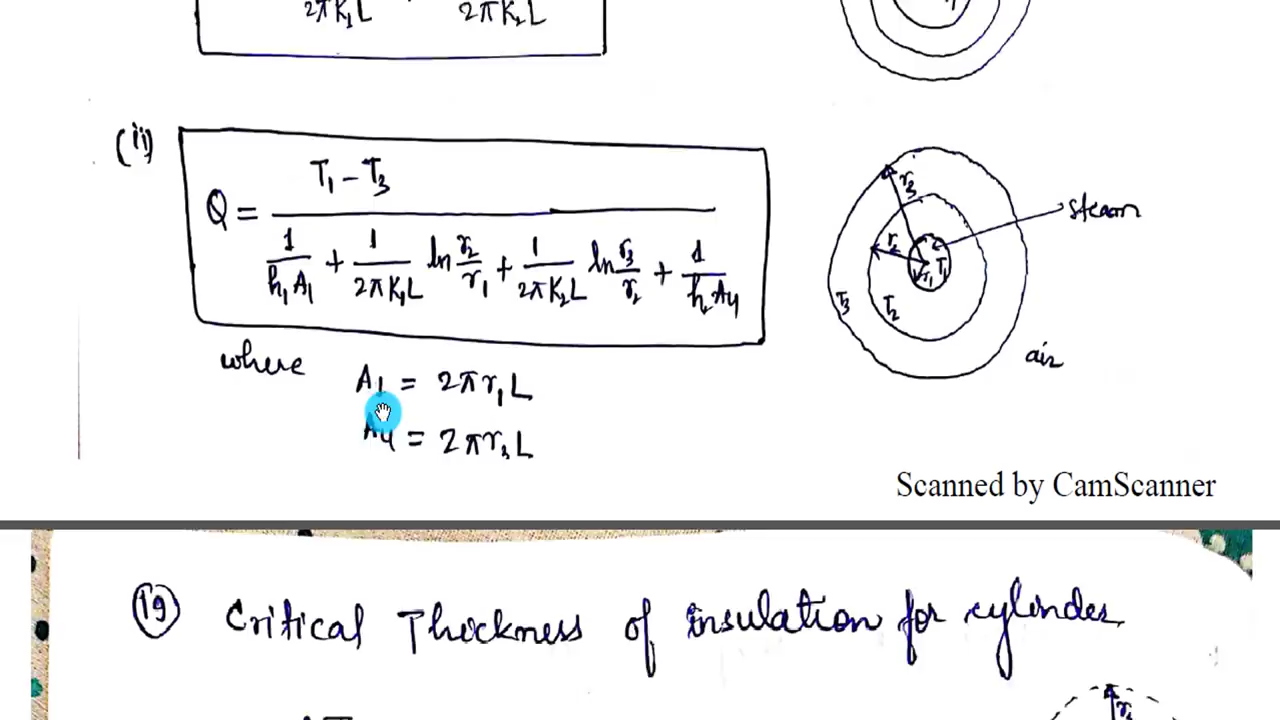 2πK₁L 2πK₂L
(ii)
Q = (T₁ − T₃) / (1/(h₁A₁) + 1/(2πK₁L) ln r₂/r₁ + 1/(2πK₂L) ln r₃/r₂ + 1/(h₂A₄))
r₃
steam
r₂
r₁ T₁
T₃ T₂
air
where
A₁ = 2πr₁L
A₄ = 2πr₃L
Scanned by CamScanner
(19) Critical Thickness of insulation for cylinder